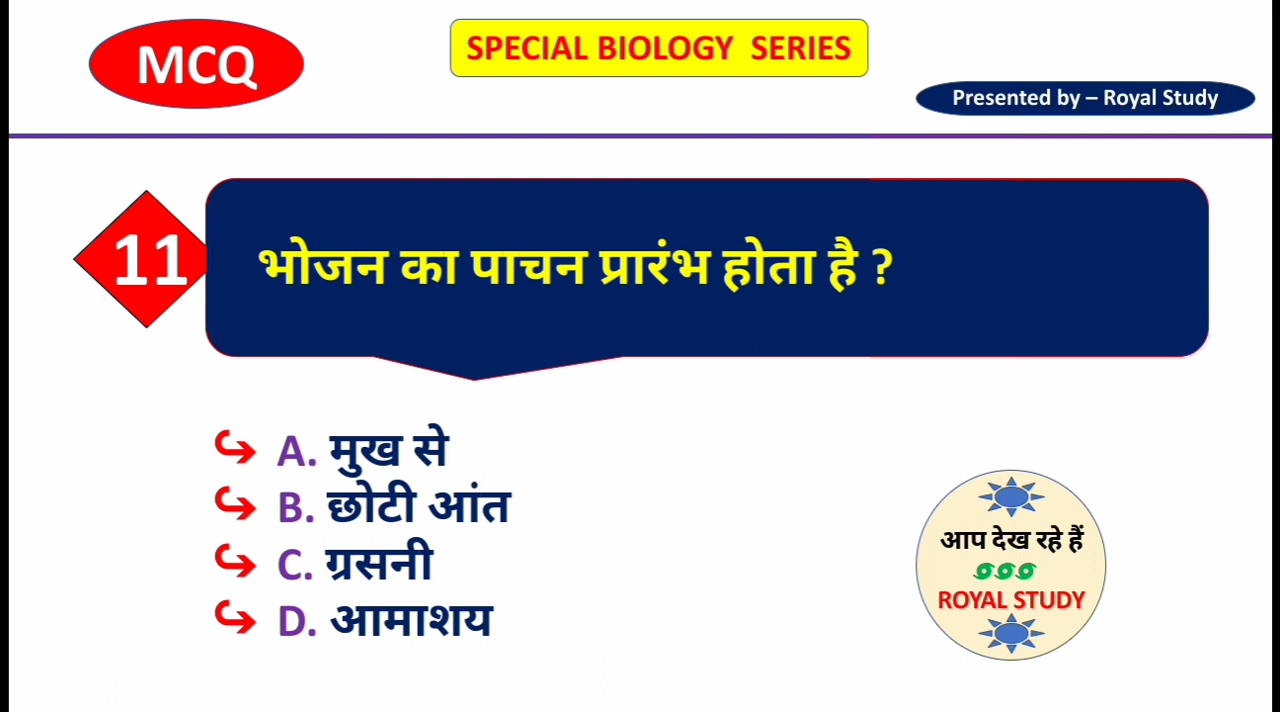 MCQ
SPECIAL BIOLOGY SERIES
Presented by – Royal Study
11
भोजन का पाचन प्रारंभ होता है ?
A. मुख से
B. छोटी आंत
C. ग्रसनी
D. आमाशय
आप देख रहे हैं
ROYAL STUDY